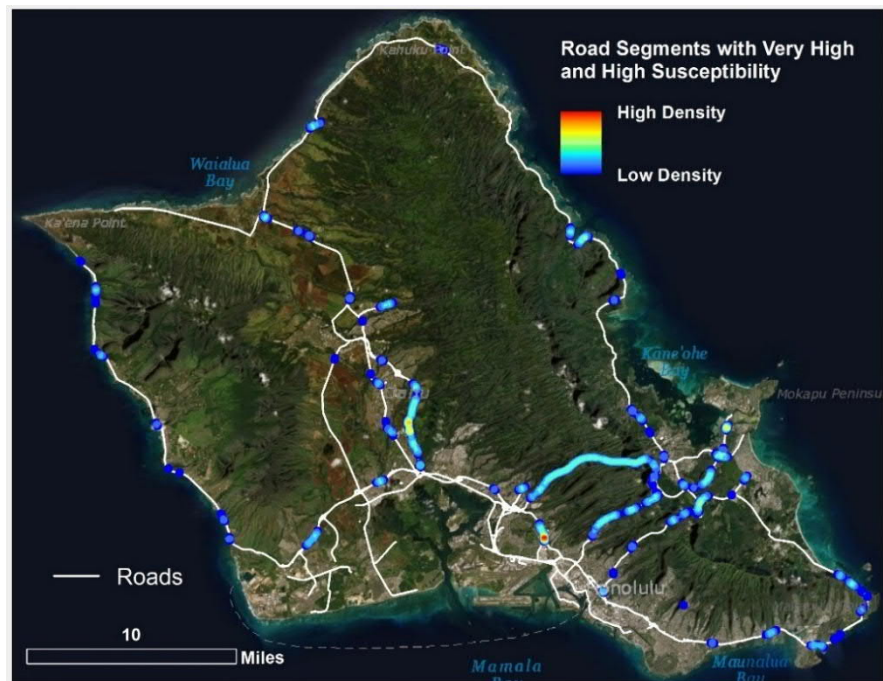 Kahuku Point
Road Segments with Very High
and High Susceptibility
High Density
Low Density
Waialua
Bay
Ka'ena Point
Kāne'ohe
Bay
Mokapu Peninsu
Roads
Honolulu
10
Miles
Mamala
Maunalua
Bay